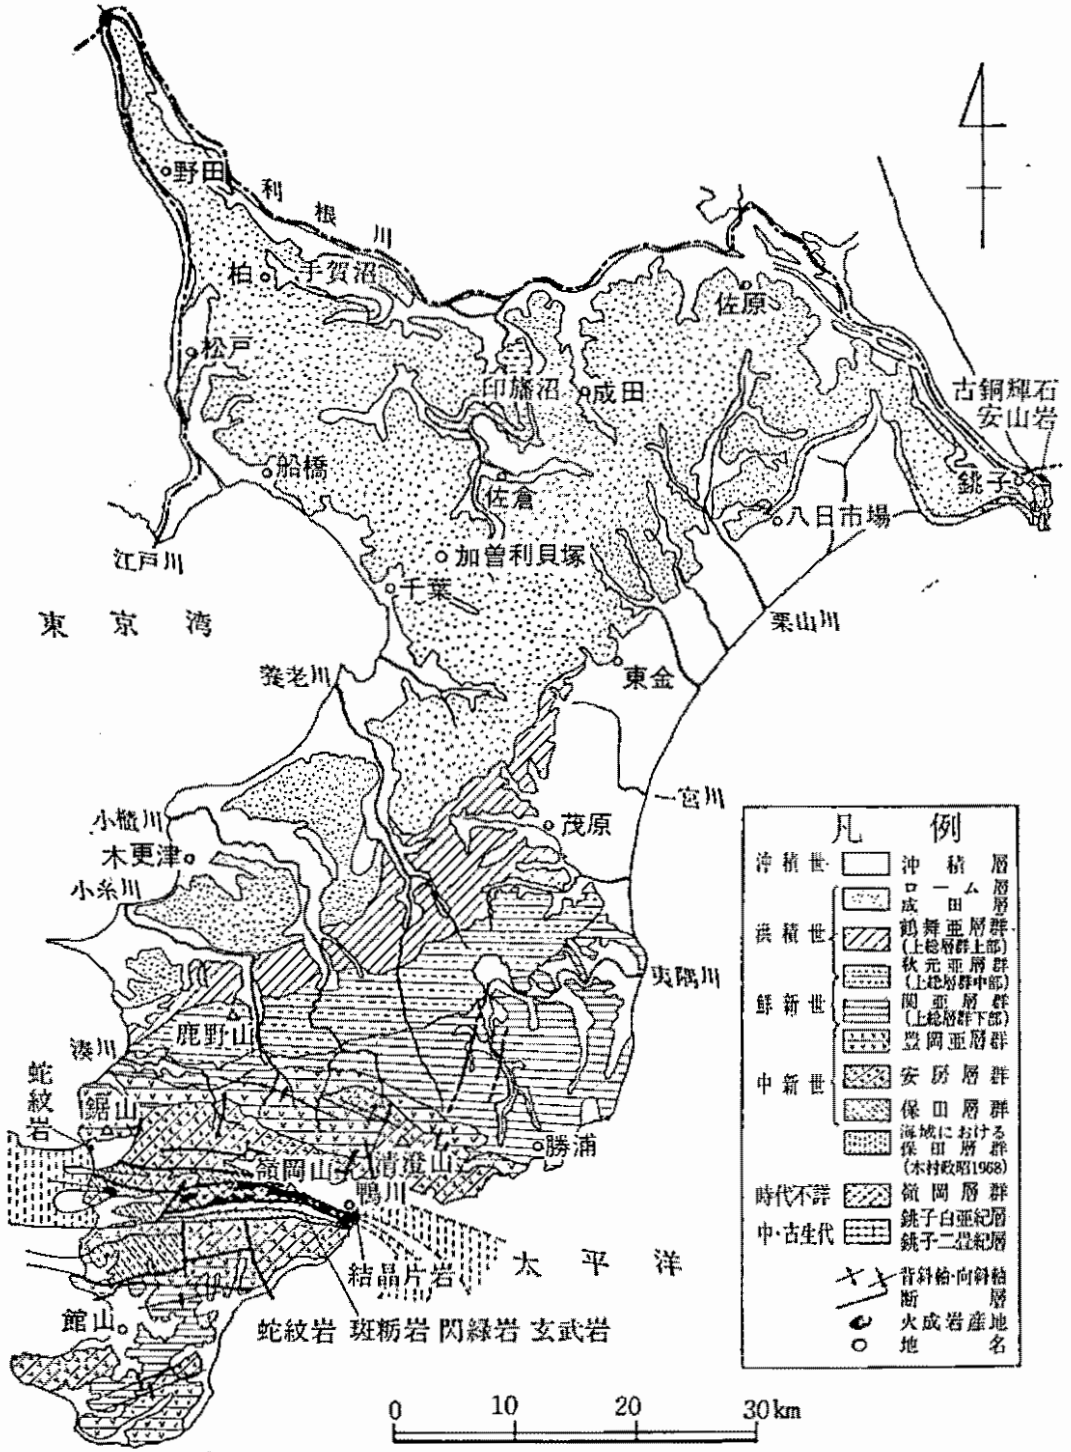 野田
利根川
柏
手賀沼
佐原
松戸
印旛沼
成田
古銅輝石
安山岩
船橋
佐倉
銚子
八日市場
加曽利貝塚
江戸川
千葉
東京湾
栗山川
養老川
東金
一宮川
小櫃川
茂原
木更津
小糸川
夷隅川
鹿野山
湊川
蛇紋岩
鋸山
勝浦
嶺岡山
清澄山
鴨川
太平洋
結晶片岩
館山
蛇紋岩 斑粝岩 閃緑岩 玄武岩
0 10 20 30km
凡例
沖積世 沖積層
ローム層
成田層
洪積世 鶴舞亜層群
(上総層群上部)
秋元亜層群
(上総層群中部)
鮮新世 関亜層群
(上総層群下部)
豊岡亜層群
中新世 安房層群
保田層群
海域における
保田層群
(木村政昭1968)
時代不詳 嶺岡層群
中・古生代 銚子白亜紀層
銚子二畳紀層
背斜軸・向斜軸
断層
火成岩産地
地名